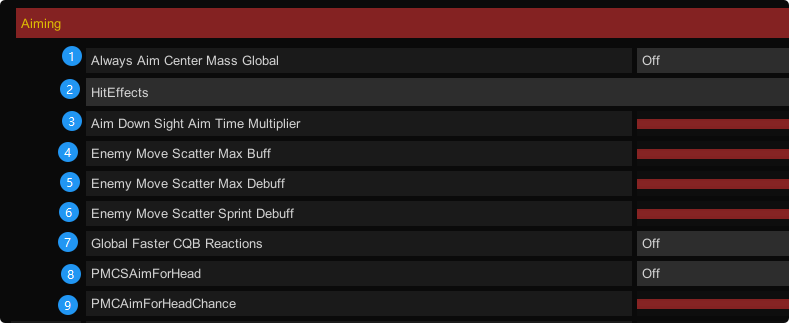 Aiming
1 Always Aim Center Mass Global Off
2 HitEffects
3 Aim Down Sight Aim Time Multiplier
4 Enemy Move Scatter Max Buff
5 Enemy Move Scatter Max Debuff
6 Enemy Move Scatter Sprint Debuff
7 Global Faster CQB Reactions Off
8 PMCSAimForHead Off
9 PMCAimForHeadChance